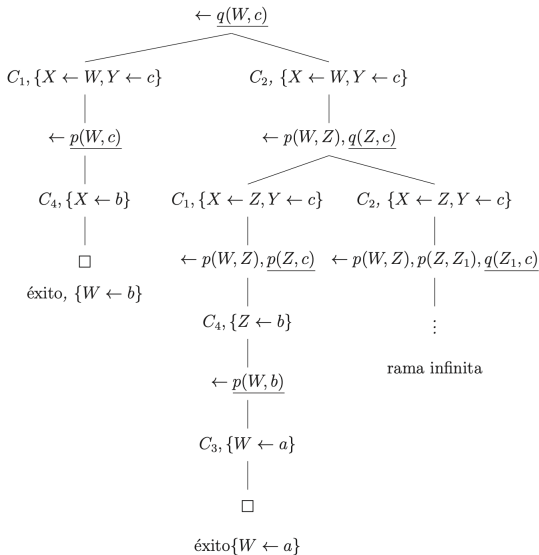 ← q(W, c)
C₁, {X ← W, Y ← c} C₂, {X ← W, Y ← c}
← p(W, c) ← p(W, Z), q(Z, c)
C₄, {X ← b} C₁, {X ← Z, Y ← c} C₂, {X ← Z, Y ← c}
□ ← p(W, Z), p(Z, c) ← p(W, Z), p(Z, Z₁), q(Z₁, c)
éxito, {W ← b}
C₄, {Z ← b} ⋮
rama infinita
← p(W, b)
C₃, {W ← a}
□
éxito{W ← a}